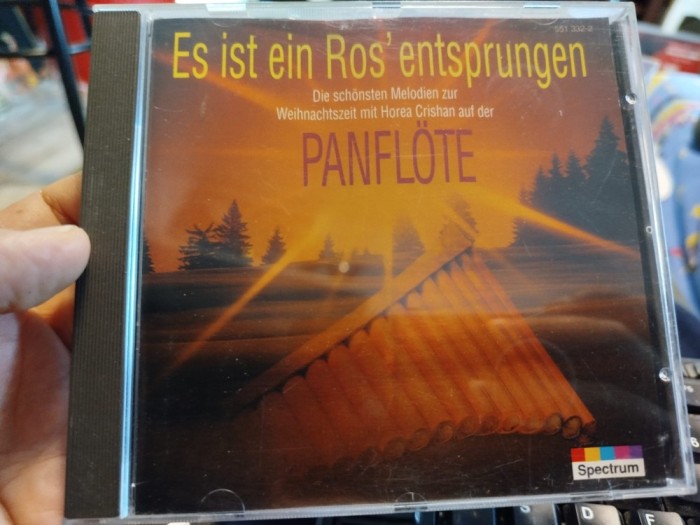 551 332-2
Es ist ein Ros' entsprungen
Die schönsten Melodien zur
Weihnachtszeit mit Horea Crishan auf der
PANFLÖTE
Spectrum
D
F